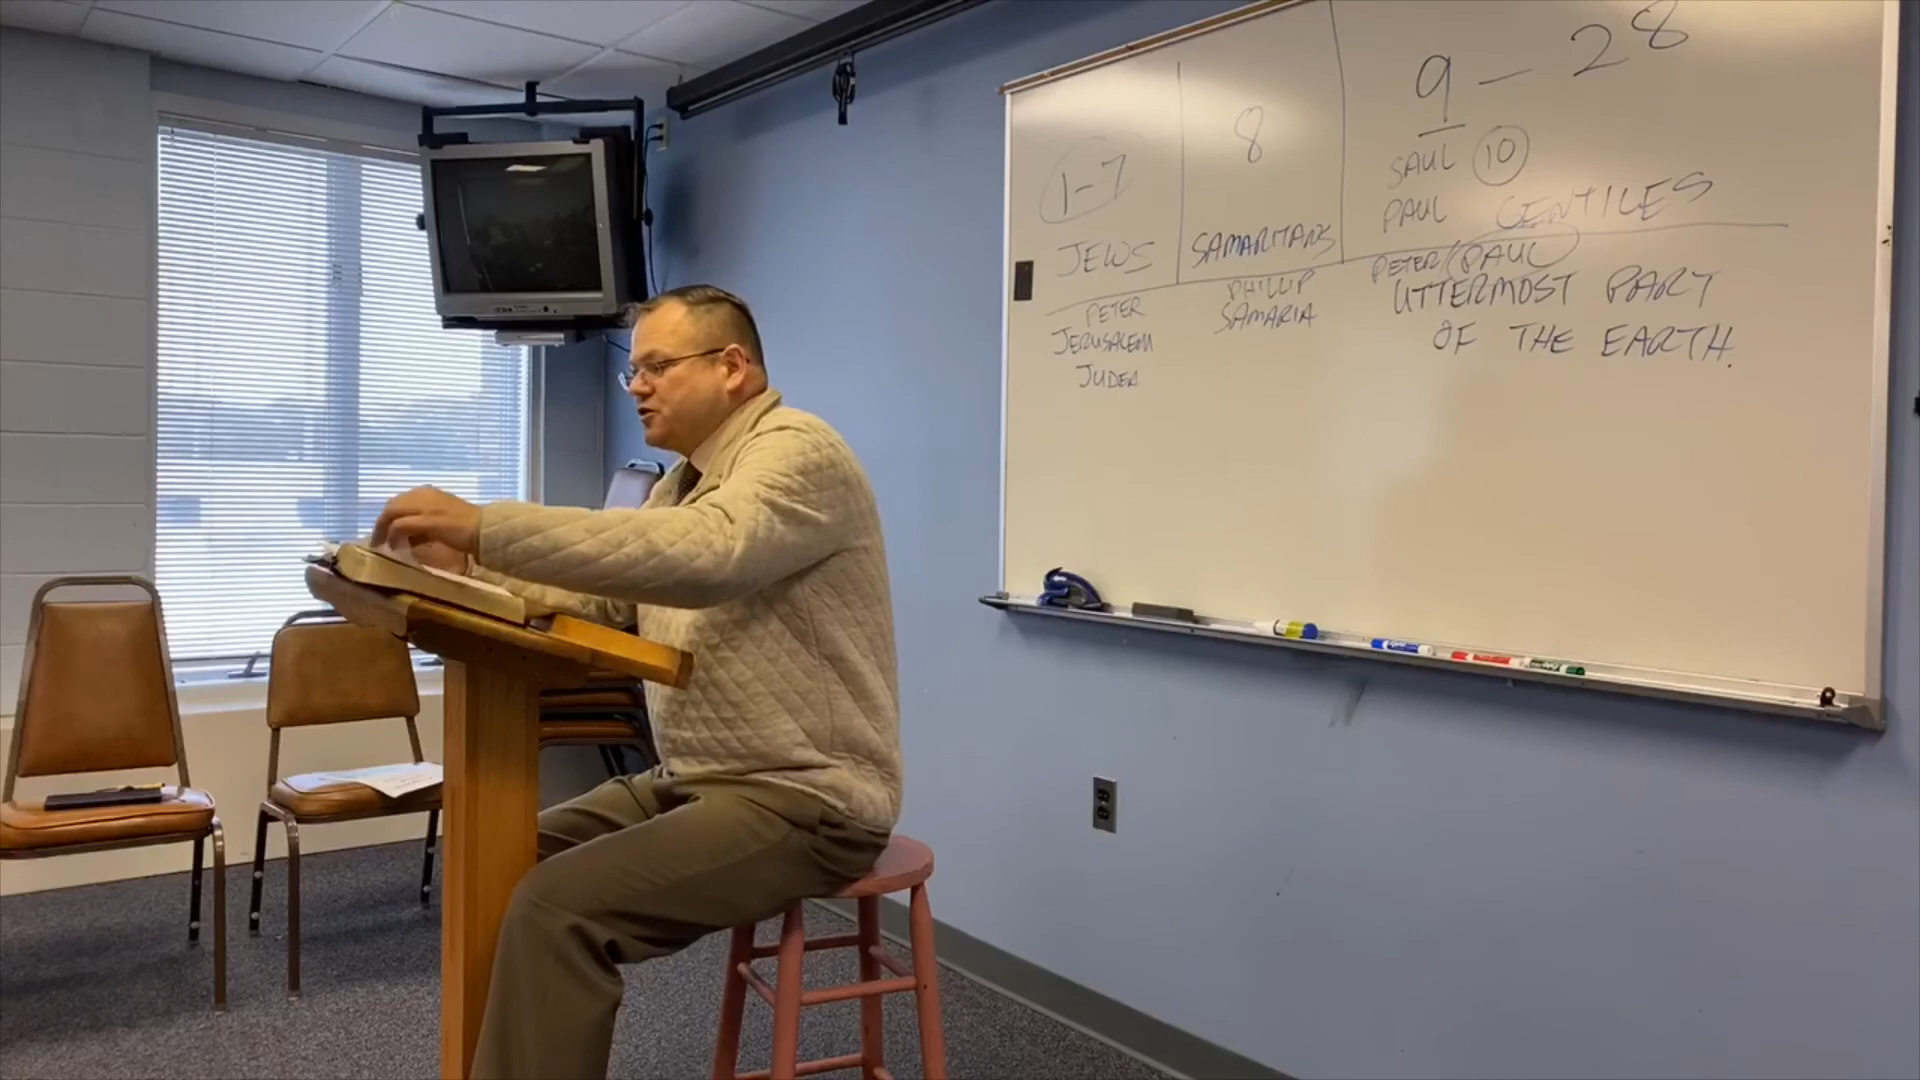 1-7
JEWS
PETER
JERUSALEM
JUDEA
8
SAMARITANS
PHILLIP
SAMARIA
9 - 28
SAUL 10
PAUL GENTILES
PETER/PAUL
UTTERMOST PART
OF THE EARTH.